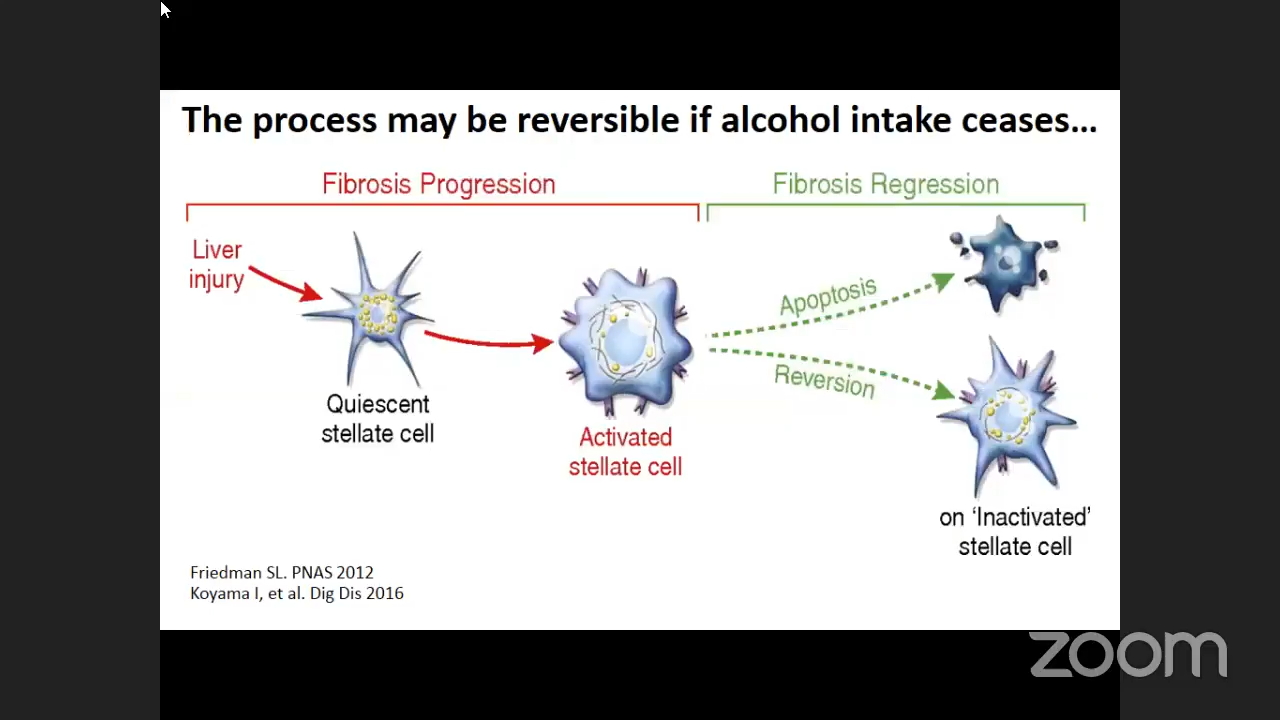 The process may be reversible if alcohol intake ceases...
Fibrosis Progression
Fibrosis Regression
Liver
injury
Quiescent
stellate cell
Activated
stellate cell
Apoptosis
Reversion
on ‘Inactivated’
stellate cell
Friedman SL. PNAS 2012
Koyama I, et al. Dig Dis 2016
zoom